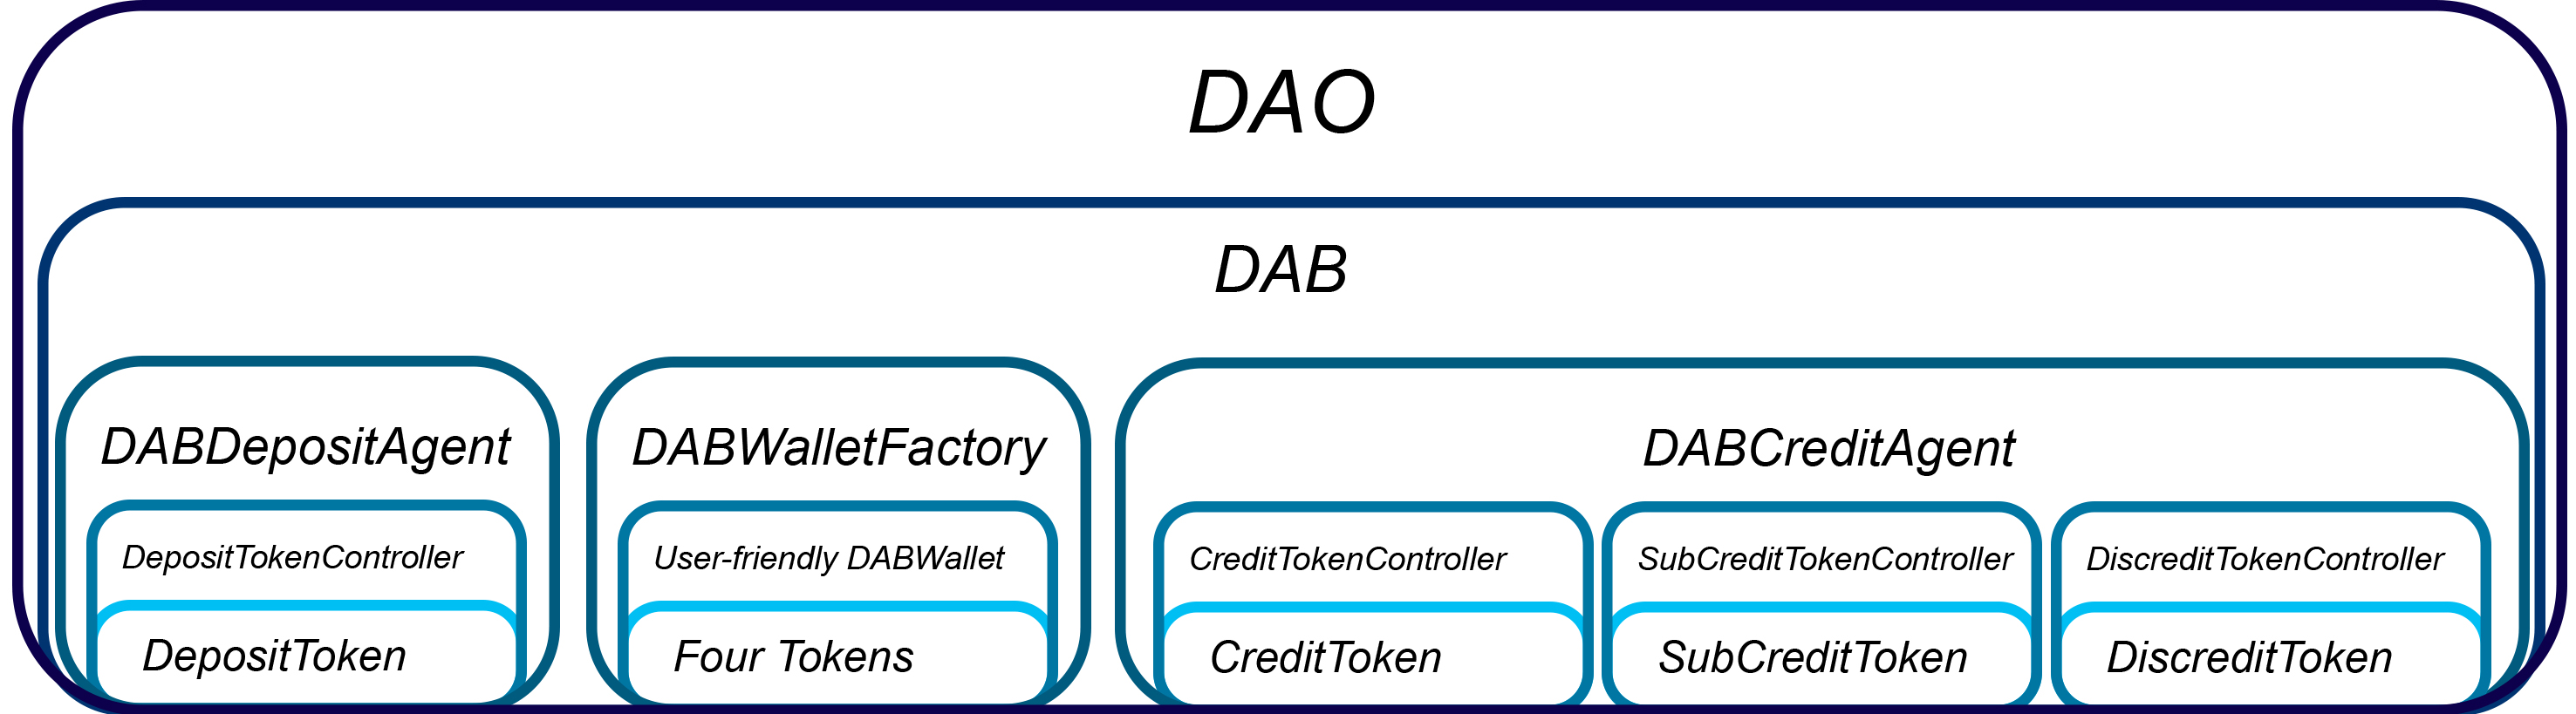 DAO
DAB
DABDepositAgent
DABWalletFactory
DABCreditAgent
DepositTokenController
User-friendly DABWallet
CreditTokenController
SubCreditTokenController
DiscreditTokenController
DepositToken
Four Tokens
CreditToken
SubCreditToken
DiscreditToken